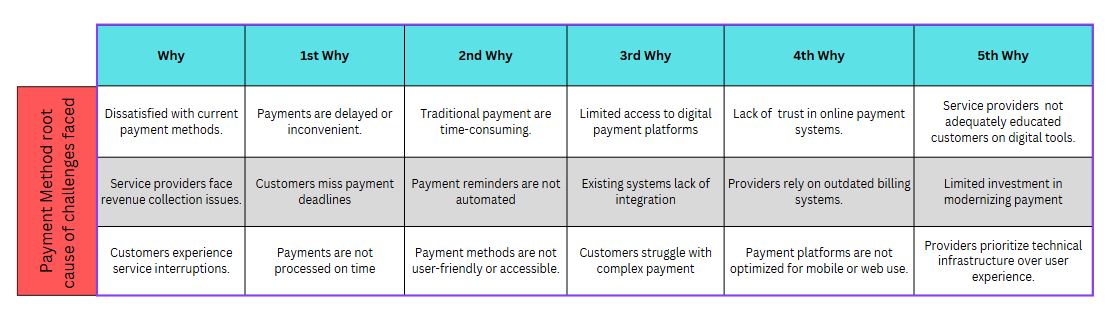 Why
1st Why
2nd Why
3rd Why
4th Why
5th Why
Payment Method root
cause of challenges faced
Dissatisfied with current
payment methods.
Payments are delayed or
inconvenient.
Traditional payment are
time-consuming.
Limited access to digital
payment platforms
Lack of trust in online payment
systems.
Service providers not
adequately educated
customers on digital tools.
Service providers face
revenue collection issues.
Customers miss payment
deadlines
Payment reminders are not
automated
Existing systems lack of
integration
Providers rely on outdated billing
systems.
Limited investment in
modernizing payment
Customers experience
service interruptions.
Payments are not
processed on time
Payment methods are not
user-friendly or accessible.
Customers struggle with
complex payment
Payment platforms are not
optimized for mobile or web use.
Providers prioritize technical
infrastructure over user
experience.